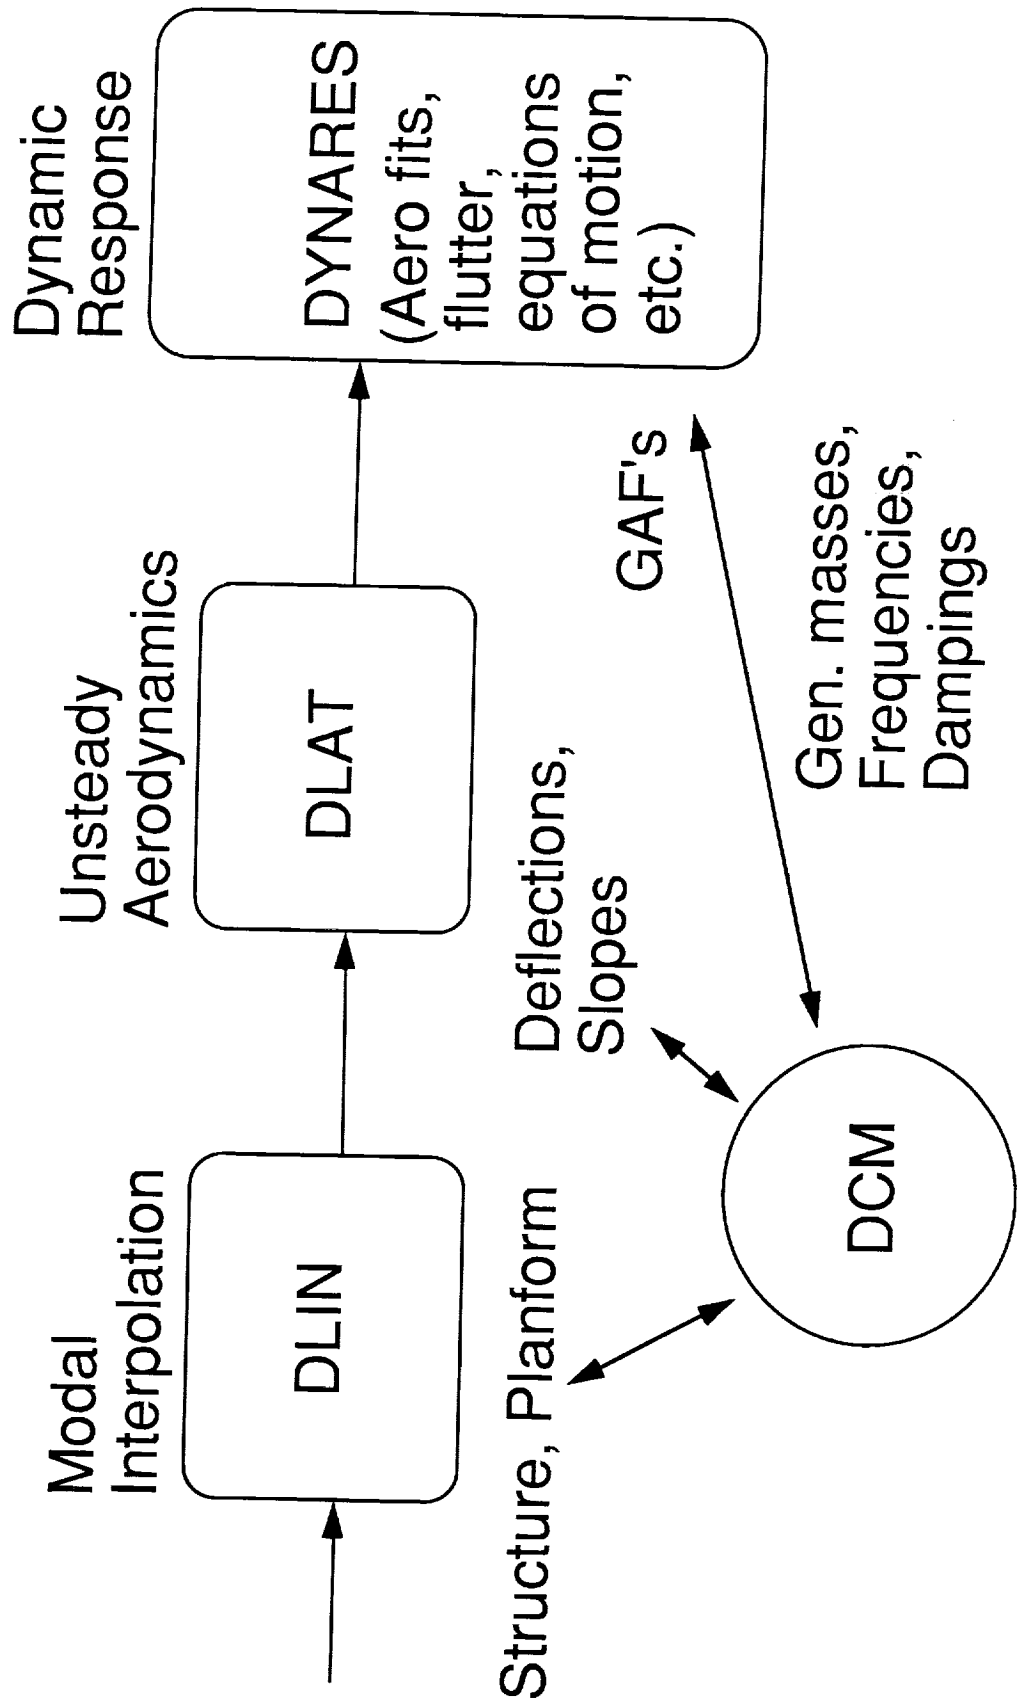 Modal
Interpolation
DLIN
Unsteady
Aerodynamics
DLAT
Dynamic
Response
DYNARES
(Aero fits,
flutter,
equations
of motion,
etc.)
Structure, Planform
Deflections,
Slopes
GAF's
DCM
Gen. masses,
Frequencies,
Dampings